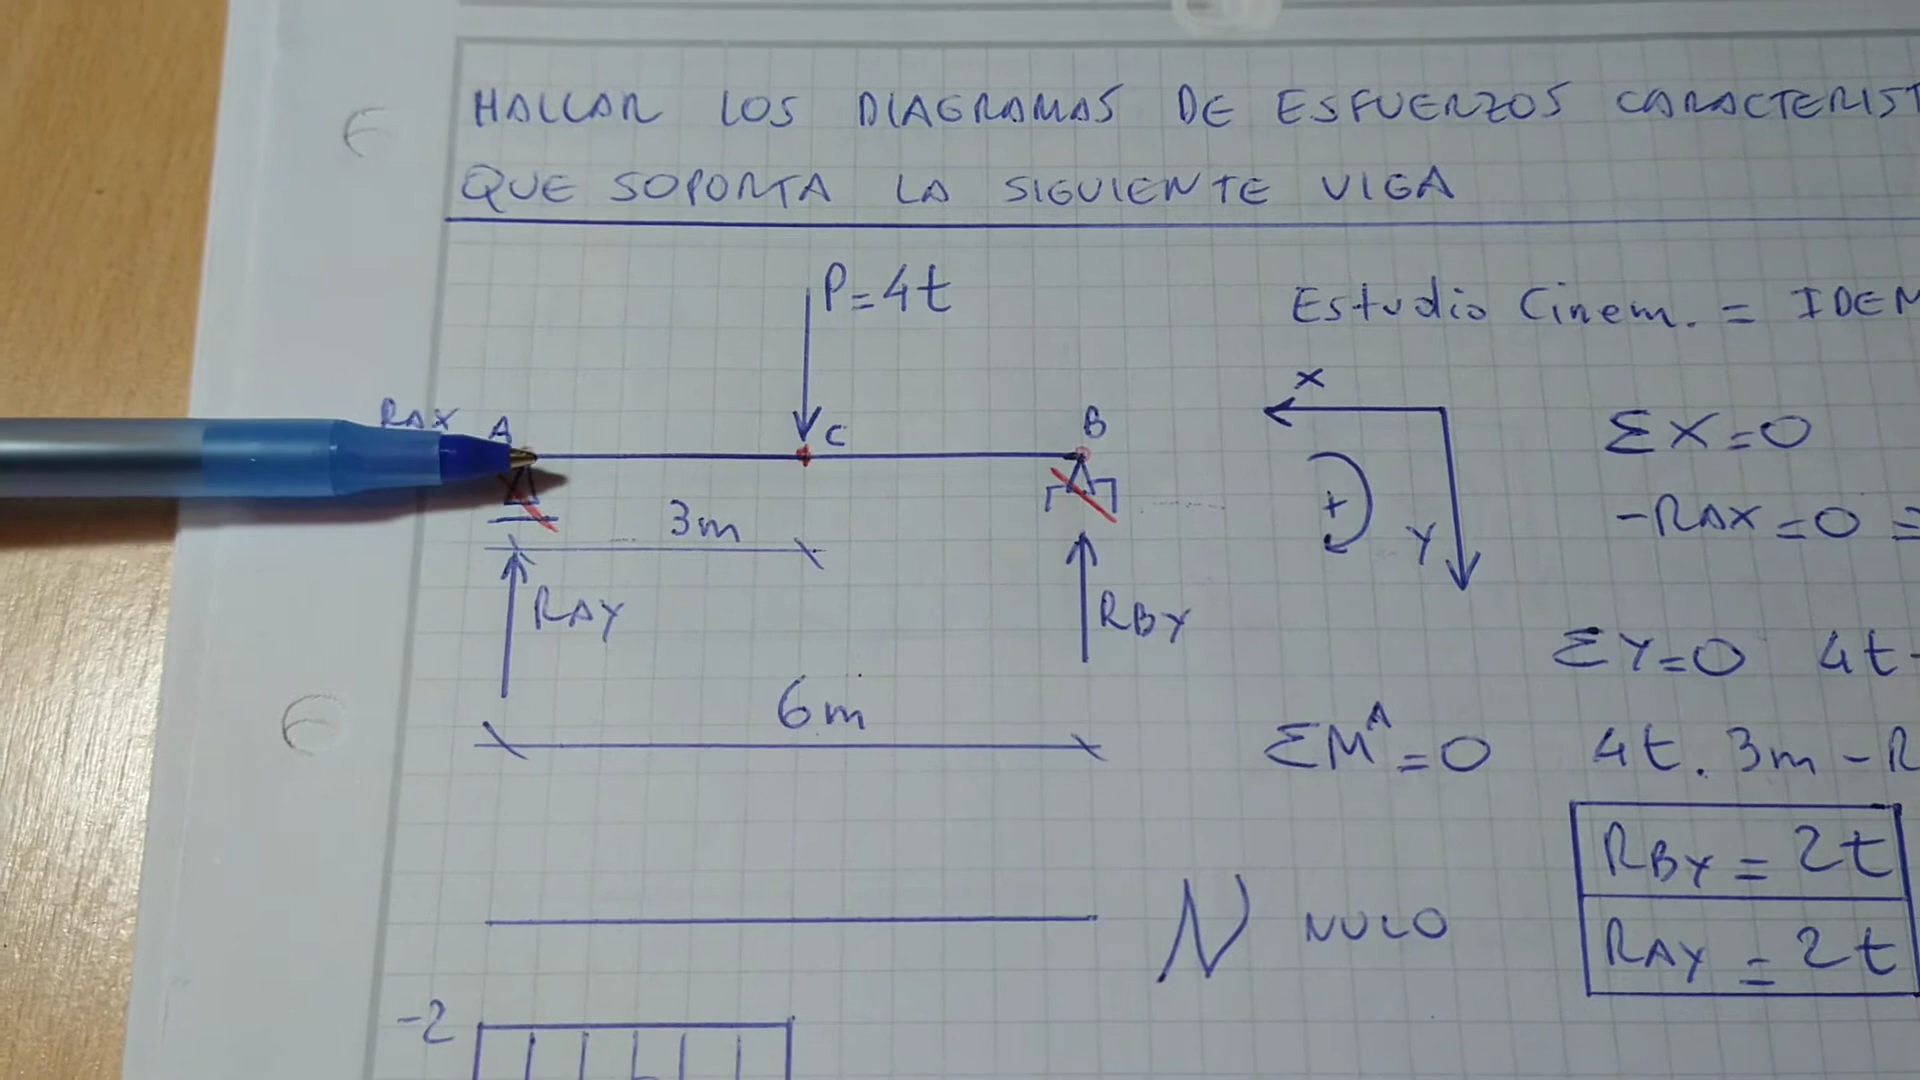 HALLAR LOS DIAGRAMAS DE ESFUERZOS CARACTERIST
QUE SOPORTA LA SIGUIENTE VIGA
P=4t
Estudio Cinem. = IDEM
X
RAX A C B
ΣX=0
3m
+ Y
-RAX=0 =
RAY RBY
ΣY=0 4t-
6m
ΣM^A=0 4t. 3m - R
RBY = 2t
N NULO
RAY = 2t
-2